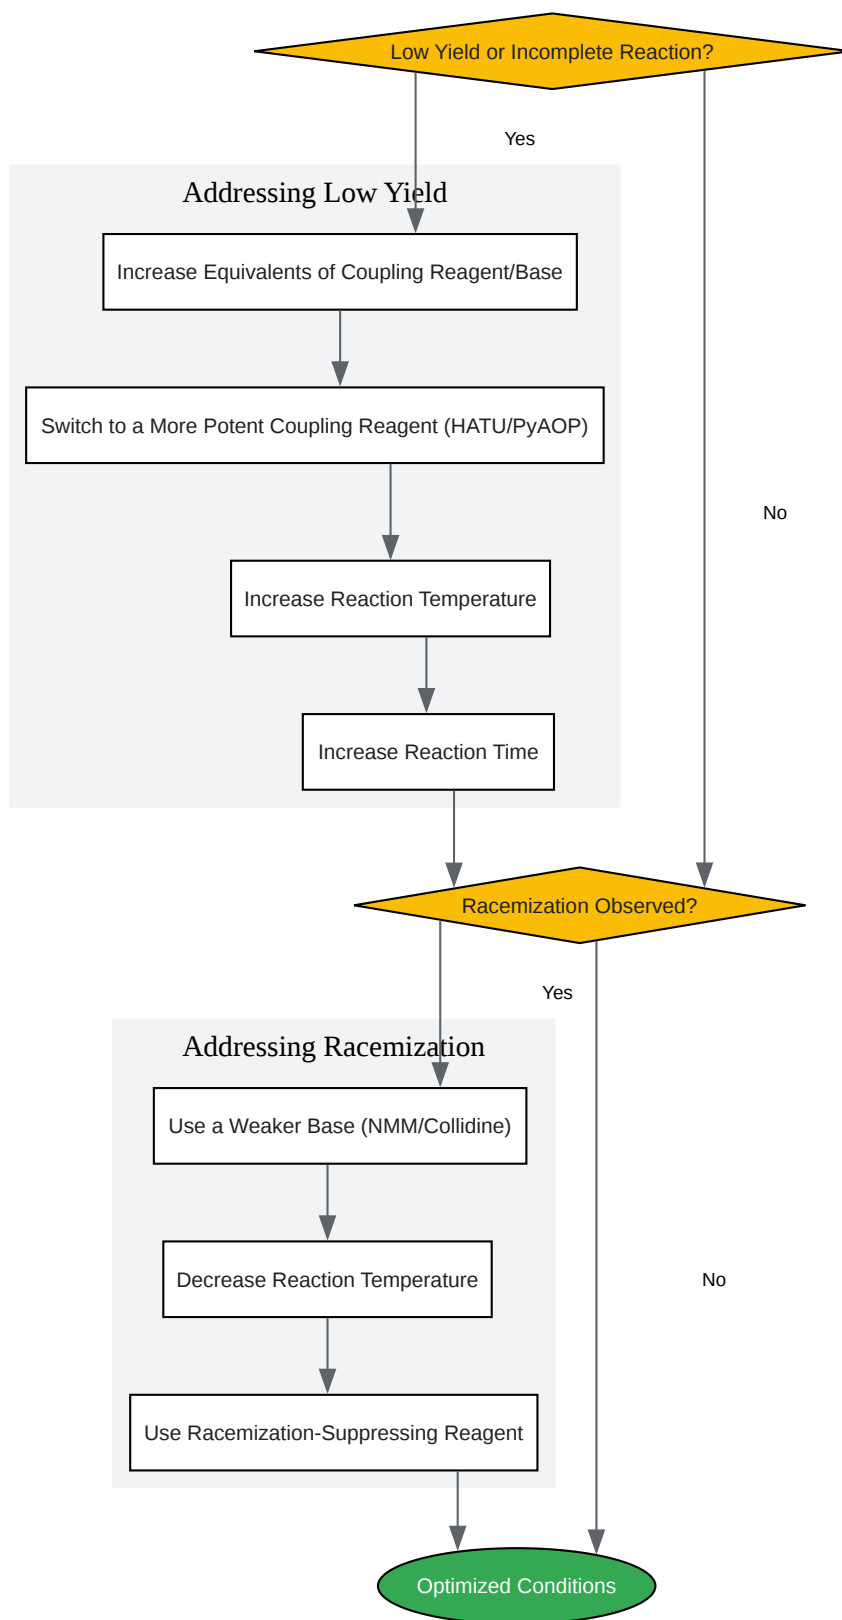 Low Yield or Incomplete Reaction?
Yes
Addressing Low Yield
Increase Equivalents of Coupling Reagent/Base
Switch to a More Potent Coupling Reagent (HATU/PyAOP)
No
Increase Reaction Temperature
Increase Reaction Time
Racemization Observed?
Yes
Addressing Racemization
Use a Weaker Base (NMM/Collidine)
Decrease Reaction Temperature
No
Use Racemization-Suppressing Reagent
Optimized Conditions